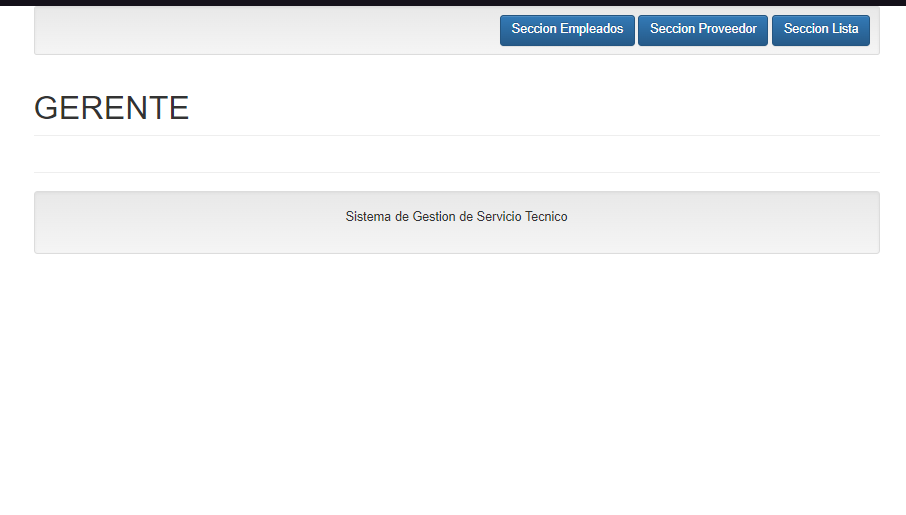 Seccion Empleados Seccion Proveedor Seccion Lista
GERENTE
Sistema de Gestion de Servicio Tecnico